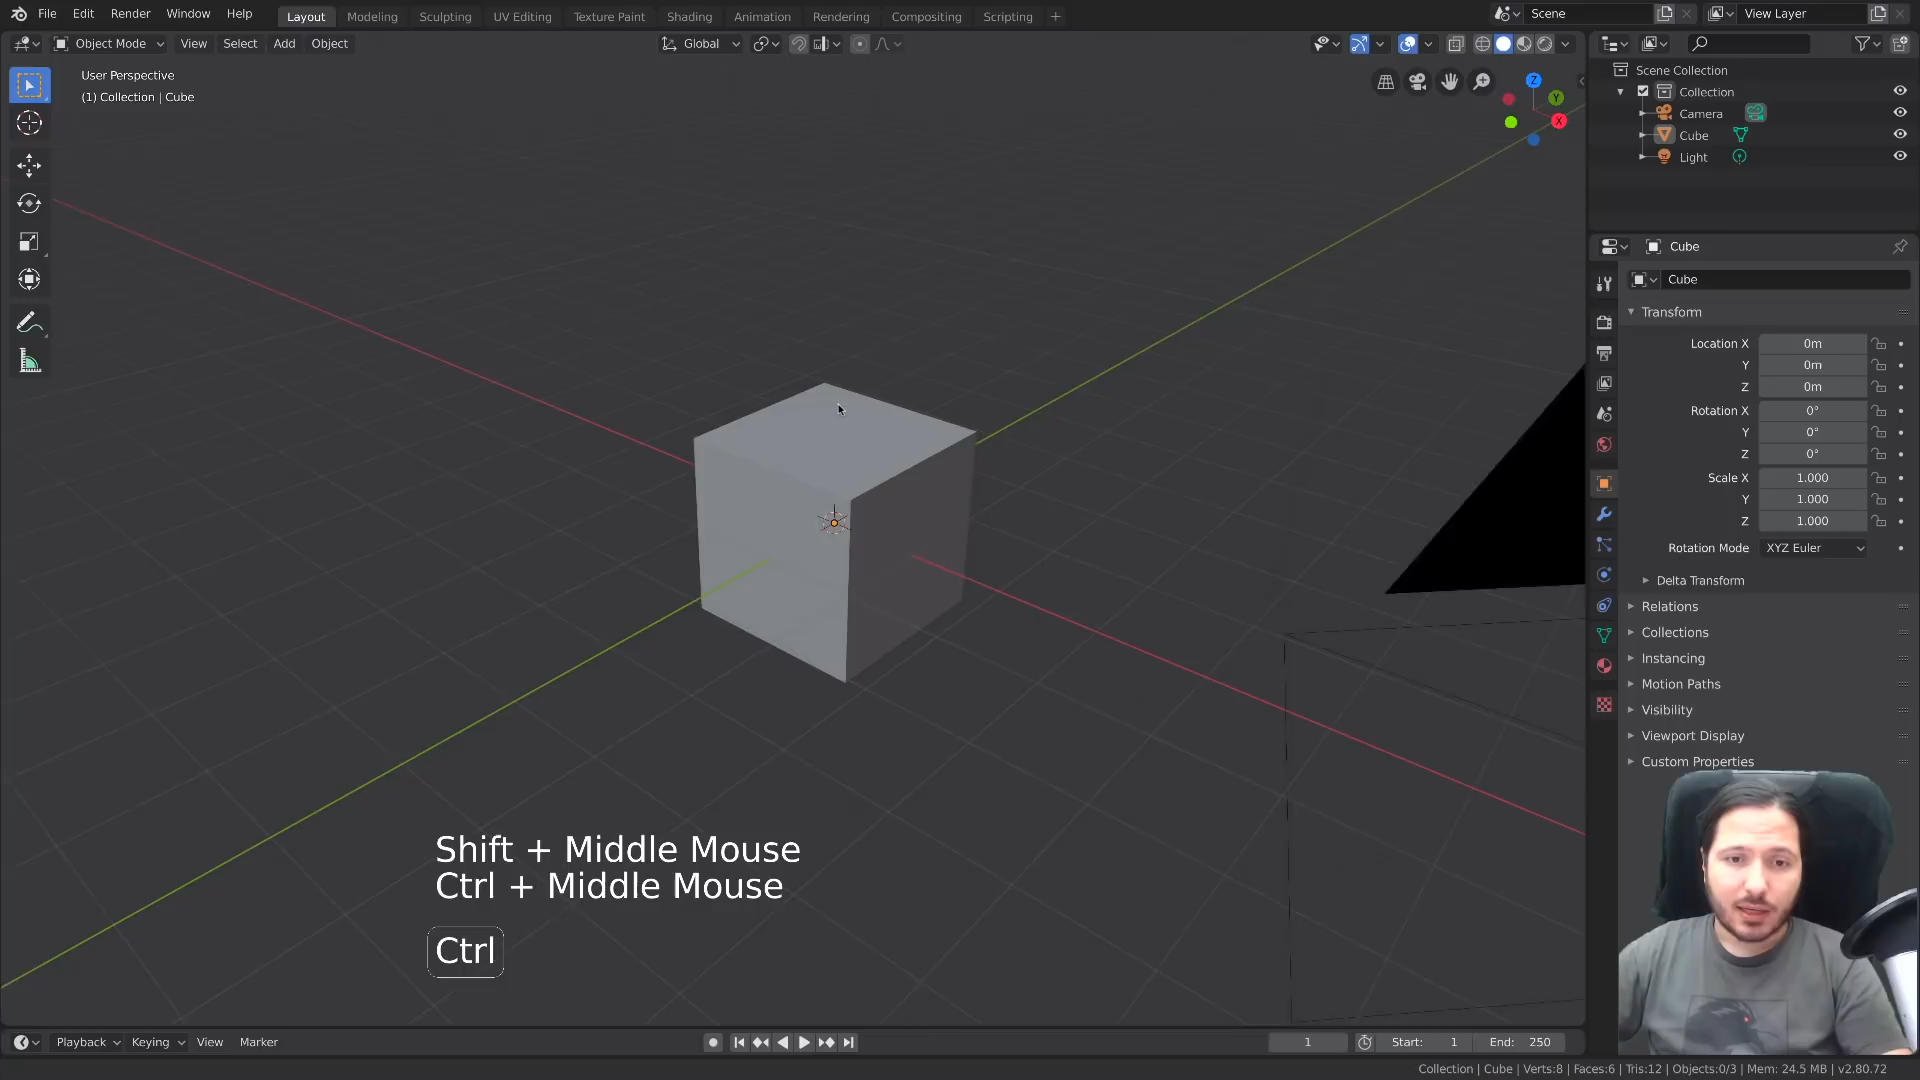 File Edit Render Window Help
Layout Modeling Sculpting UV Editing Texture Paint Shading Animation Rendering Compositing Scripting +
Scene
View Layer
Object Mode View Select Add Object
Global
User Perspective
(1) Collection | Cube
Z
Y
X
Scene Collection
Collection
Camera
Cube
Light
Cube
Cube
Transform
Location X 0m
Y 0m
Z 0m
Rotation X 0°
Y 0°
Z 0°
Scale X 1.000
Y 1.000
Z 1.000
Rotation Mode XYZ Euler
Delta Transform
Relations
Collections
Instancing
Motion Paths
Visibility
Viewport Display
Custom Properties
Shift + Middle Mouse
Ctrl + Middle Mouse
Ctrl
Playback Keying View Marker
1
Start: 1
End: 250
Collection | Cube | Verts:8 | Faces:6 | Tris:12 | Objects:0/3 | Mem: 24.5 MB | v2.80.72